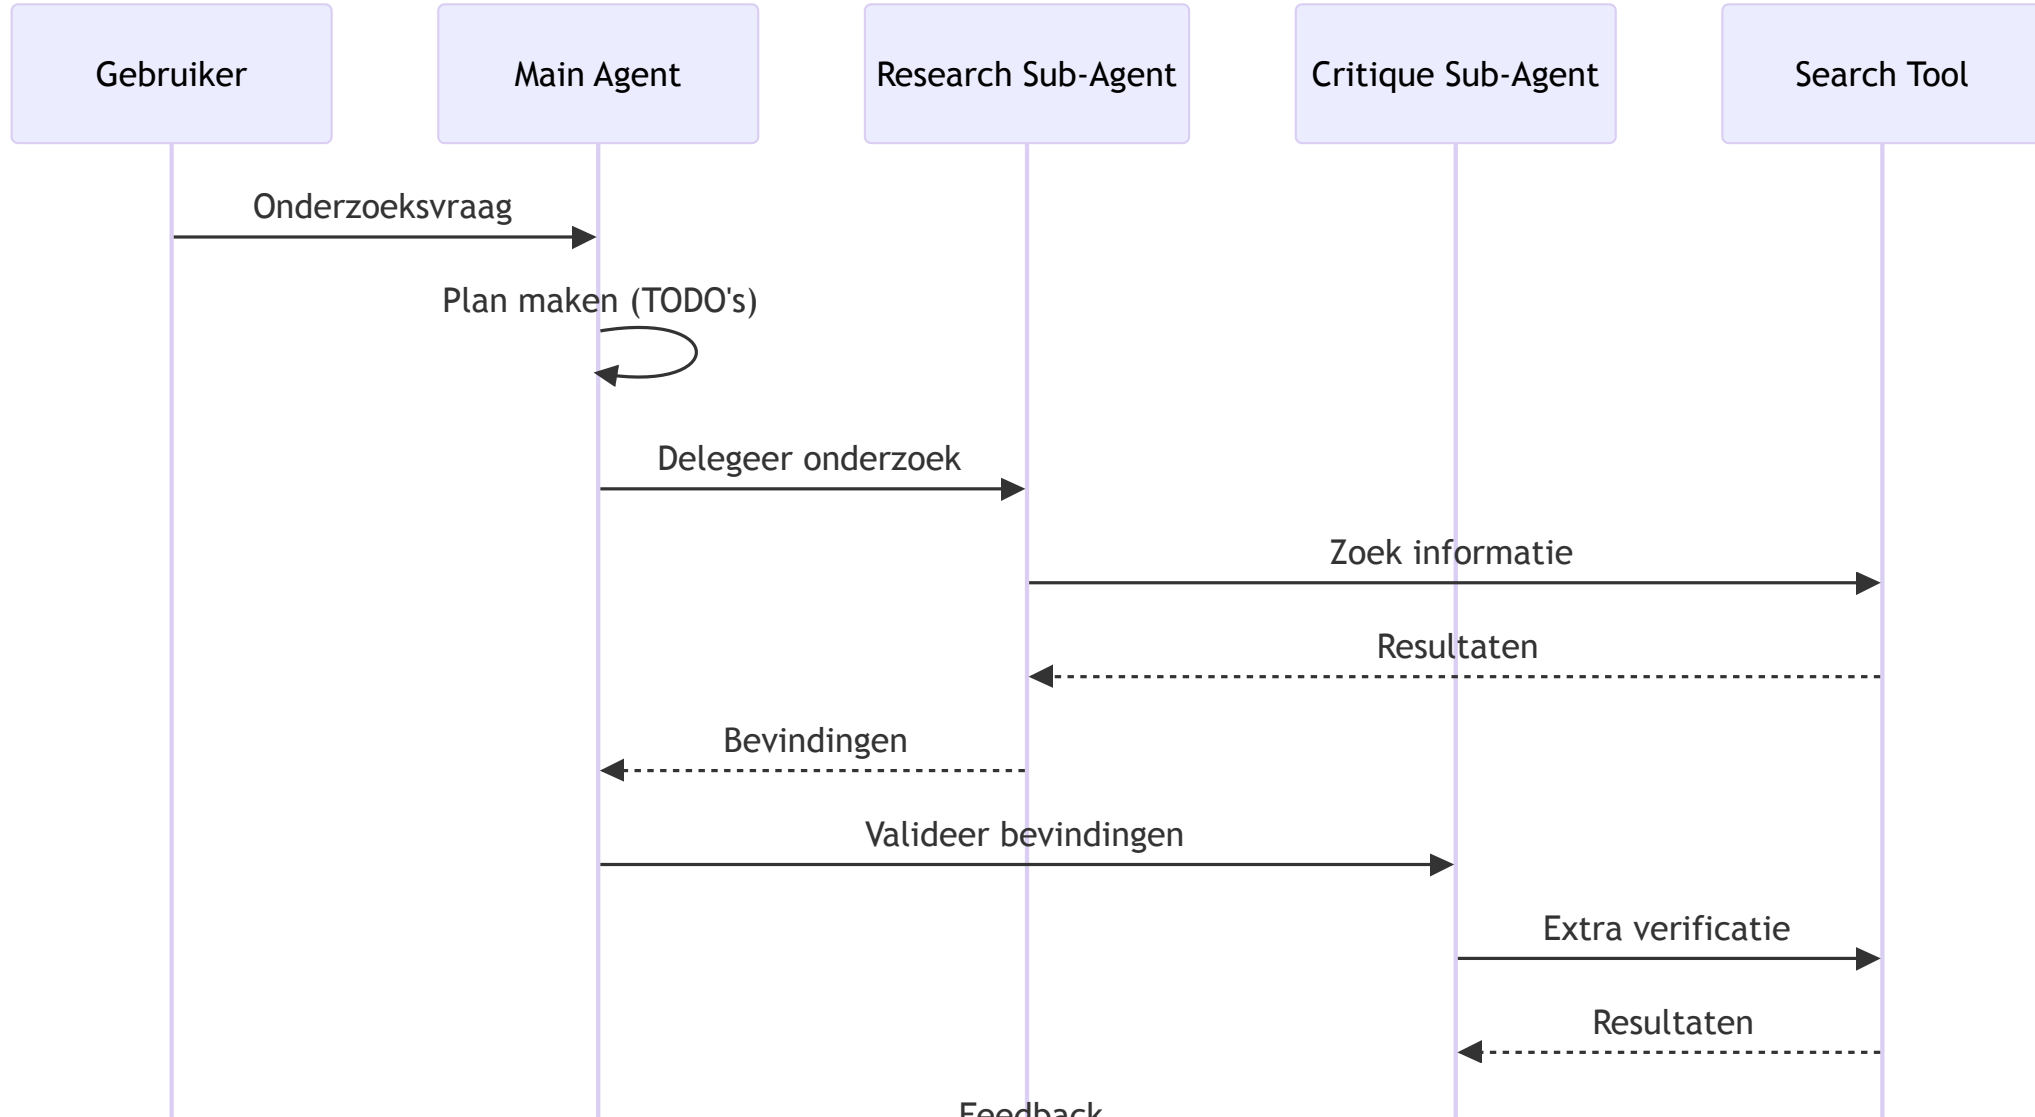 Gebruiker
Main Agent
Research Sub-Agent
Critique Sub-Agent
Search Tool
Onderzoeksvraag
Plan maken (TODO's)
Delegeer onderzoek
Zoek informatie
Resultaten
Bevindingen
Valideer bevindingen
Extra verificatie
Resultaten
Feedback